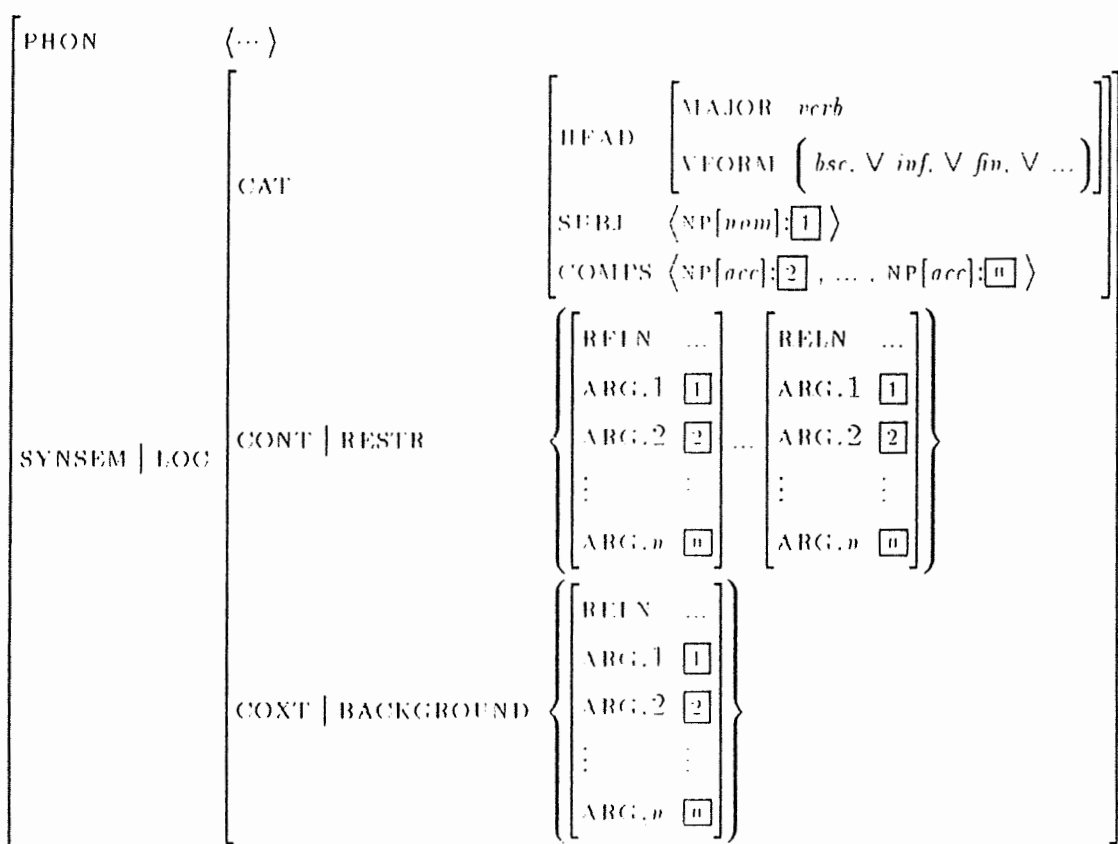 PHON ⟨...⟩
MAJOR verb
HEAD
VFORM (bse, ∨ inf, ∨ fin, ∨ ...)
CAT
SUBJ ⟨NP[nom]:[1]⟩
COMPS ⟨NP[acc]:[2], ..., NP[acc]:[n]⟩
RELN ... RELN ...
ARG.1 [1] ARG.1 [1]
CONT | RESTR ARG.2 [2] ... ARG.2 [2]
SYNSEM | LOC
⋮ ⋮ ⋮ ⋮
ARG.n [n] ARG.n [n]
RELN ...
ARG.1 [1]
COXT | BACKGROUND ARG.2 [2]
⋮ ⋮
ARG.n [n]